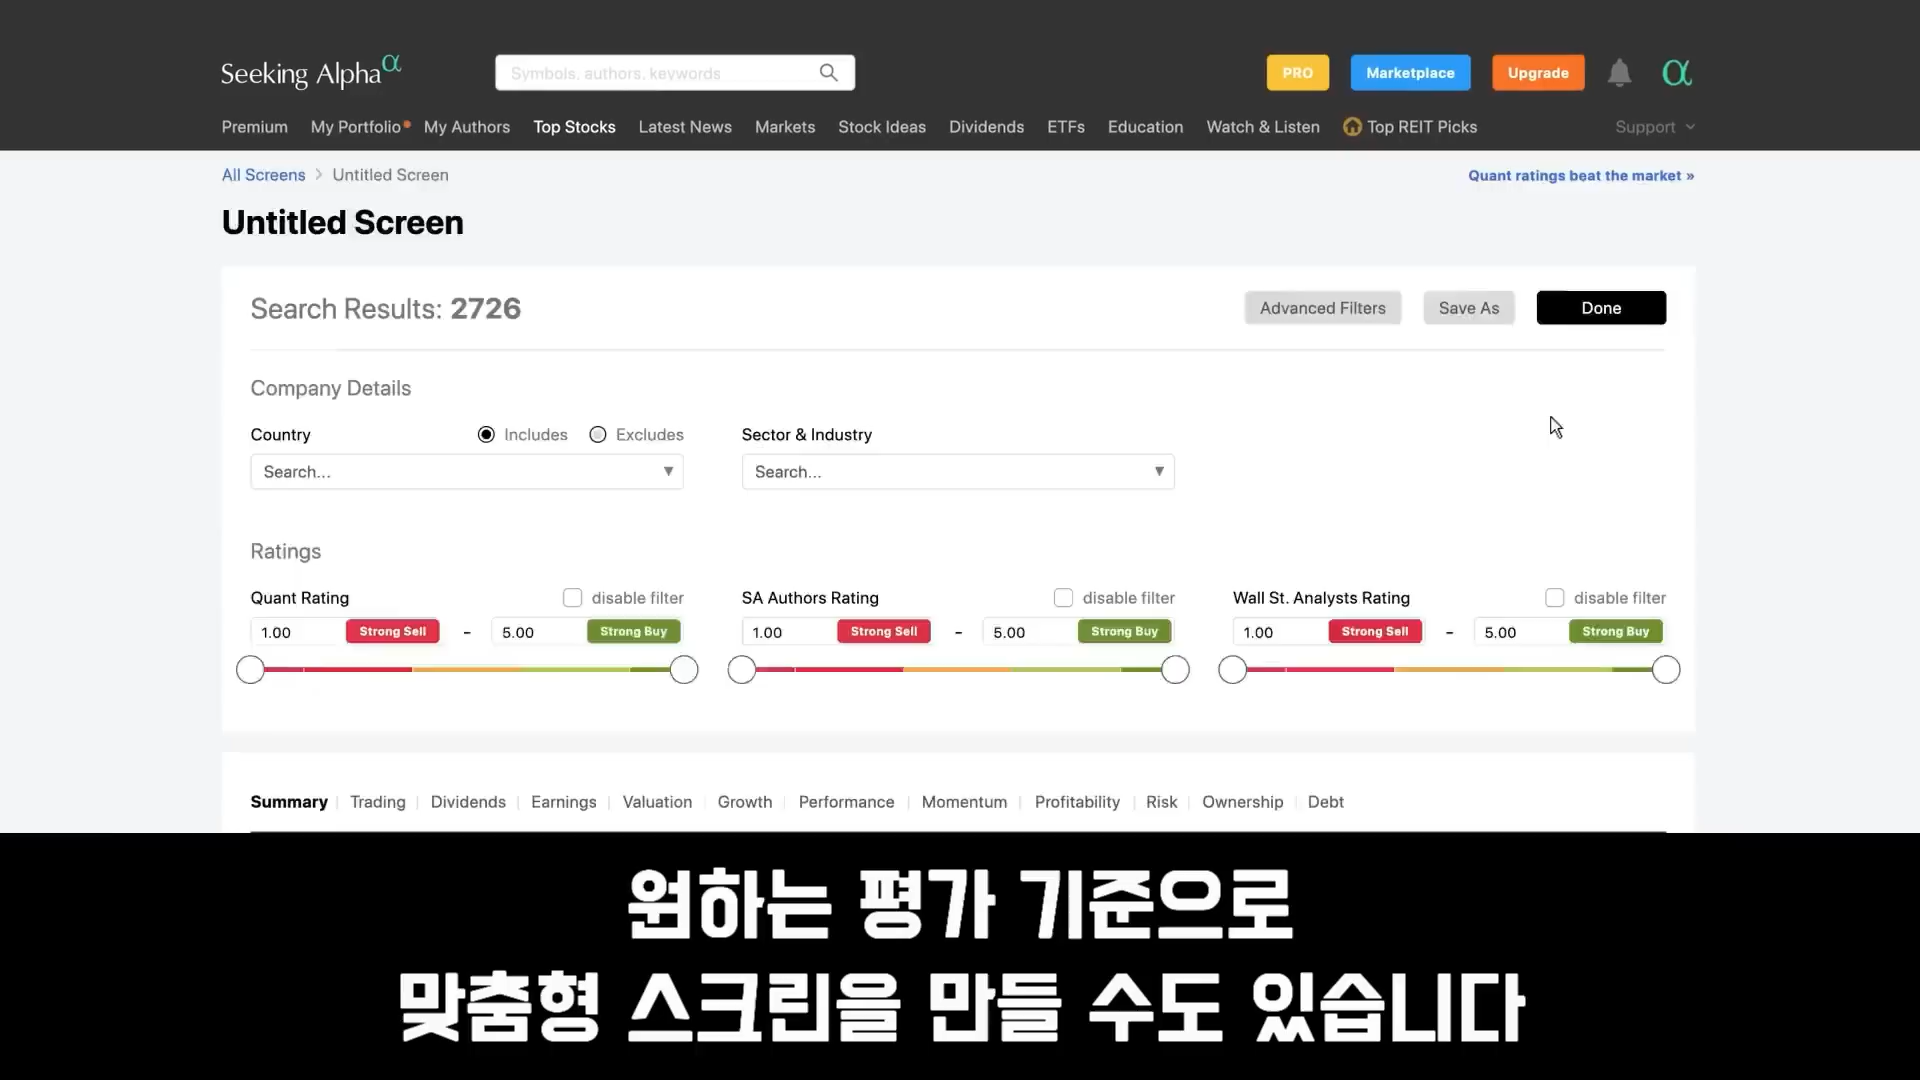 Seeking Alpha α
Symbols, authors, keywords
PRO
Marketplace
Upgrade
α
Premium My Portfolio My Authors Top Stocks Latest News Markets Stock Ideas Dividends ETFs Education Watch & Listen Top REIT Picks Support
All Screens > Untitled Screen
Quant ratings beat the market »
Untitled Screen
Search Results: 2726
Advanced Filters Save As Done
Company Details
Country Includes Excludes Sector & Industry
Search... Search...
Ratings
Quant Rating disable filter SA Authors Rating disable filter Wall St. Analysts Rating disable filter
1.00 Strong Sell - 5.00 Strong Buy 1.00 Strong Sell - 5.00 Strong Buy 1.00 Strong Sell - 5.00 Strong Buy
Summary Trading Dividends Earnings Valuation Growth Performance Momentum Profitability Risk Ownership Debt
원하는 평가 기준으로
맞춤형 스크린을 만들 수도 있습니다